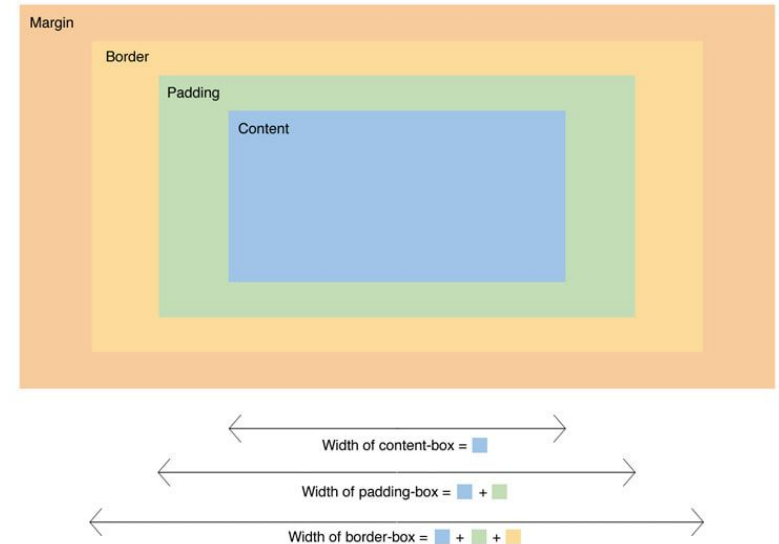 Margin
Border
Padding
Content
Width of content-box =
Width of padding-box = +
Width of border-box = + +